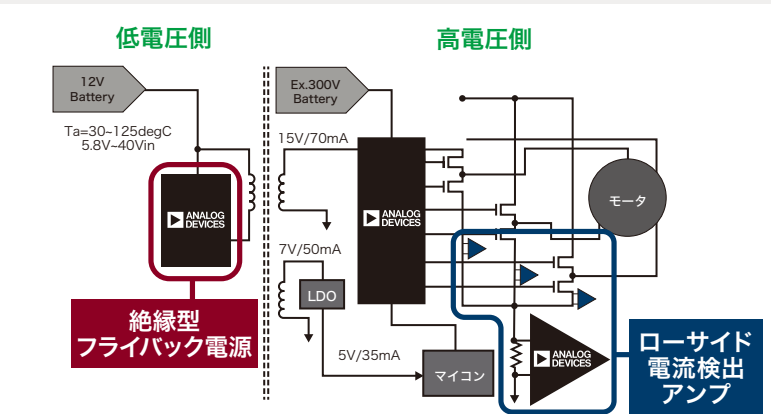 低電圧側
高電圧側
12V
Battery
Ex.300V
Battery
Ta=30~125degC
5.8V~40Vin
15V/70mA
ANALOG
DEVICES
ANALOG
DEVICES
モータ
7V/50mA
LDO
絶縁型
フライバック電源
5V/35mA
マイコン
ANALOG
DEVICES
ローサイド
電流検出
アンプ